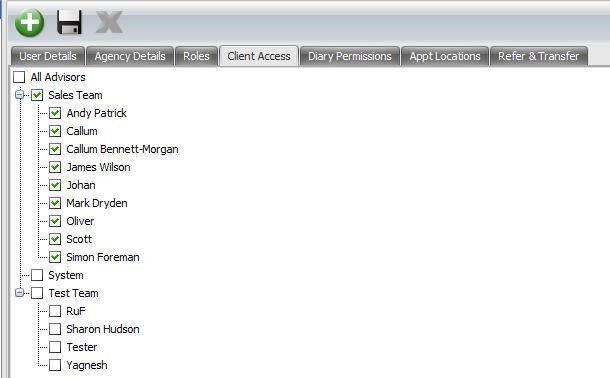 User Details Agency Details Roles Client Access Diary Permissions Appt Locations Refer & Transfer
All Advisors
Sales Team
Andy Patrick
Callum
Callum Bennett-Morgan
James Wilson
Johan
Mark Dryden
Oliver
Scott
Simon Foreman
System
Test Team
RuF
Sharon Hudson
Tester
Yagnesh